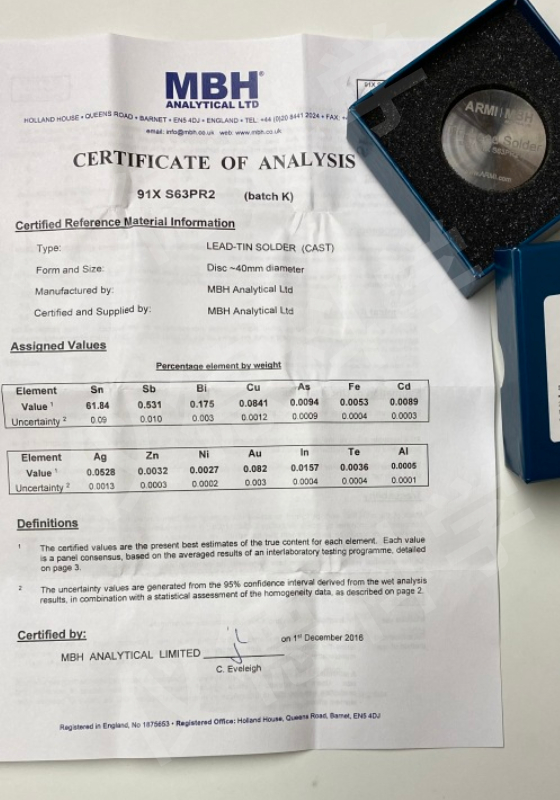 MBH®
ANALYTICAL LTD
91X
HOLLAND HOUSE • QUEENS ROAD • BARNET • EN5 4DJ • ENGLAND • TEL: +44 (0)20 8441 2024 • FAX:
email: info@mbh.co.uk web: www.mbh.co.uk
CERTIFICATE OF ANALYSIS
91X S63PR2 (batch K)
Certified Reference Material Information
Type: LEAD-TIN SOLDER (CAST)
Form and Size: Disc ~40mm diameter
Manufactured by: MBH Analytical Ltd
Certified and Supplied by: MBH Analytical Ltd
Assigned Values
Percentage element by weight
Element Sn Sb Bi Cu As Fe Cd
Value ¹ 61.84 0.531 0.175 0.0841 0.0094 0.0053 0.0089
Uncertainty ² 0.09 0.010 0.003 0.0012 0.0009 0.0004 0.0003
Element Ag Zn Ni Au In Te Al
Value ¹ 0.0528 0.0032 0.0027 0.082 0.0157 0.0036 0.0005
Uncertainty ² 0.0013 0.0003 0.0002 0.003 0.0004 0.0004 0.0001
Definitions
¹ The certified values are the present best estimates of the true content for each element. Each value
is a panel consensus, based on the averaged results of an interlaboratory testing programme, detailed
on page 3.
² The uncertainty values are generated from the 95% confidence interval derived from the wet analysis
results, in combination with a statistical assessment of the homogeneity data, as described on page 2.
Certified by:
MBH ANALYTICAL LIMITED on 1st December 2016
C. Eveleigh
Registered in England, No 1875653 • Registered Office: Holland House, Queens Road, Barnet, EN5 4DJ
ARMI | MBH
Solder